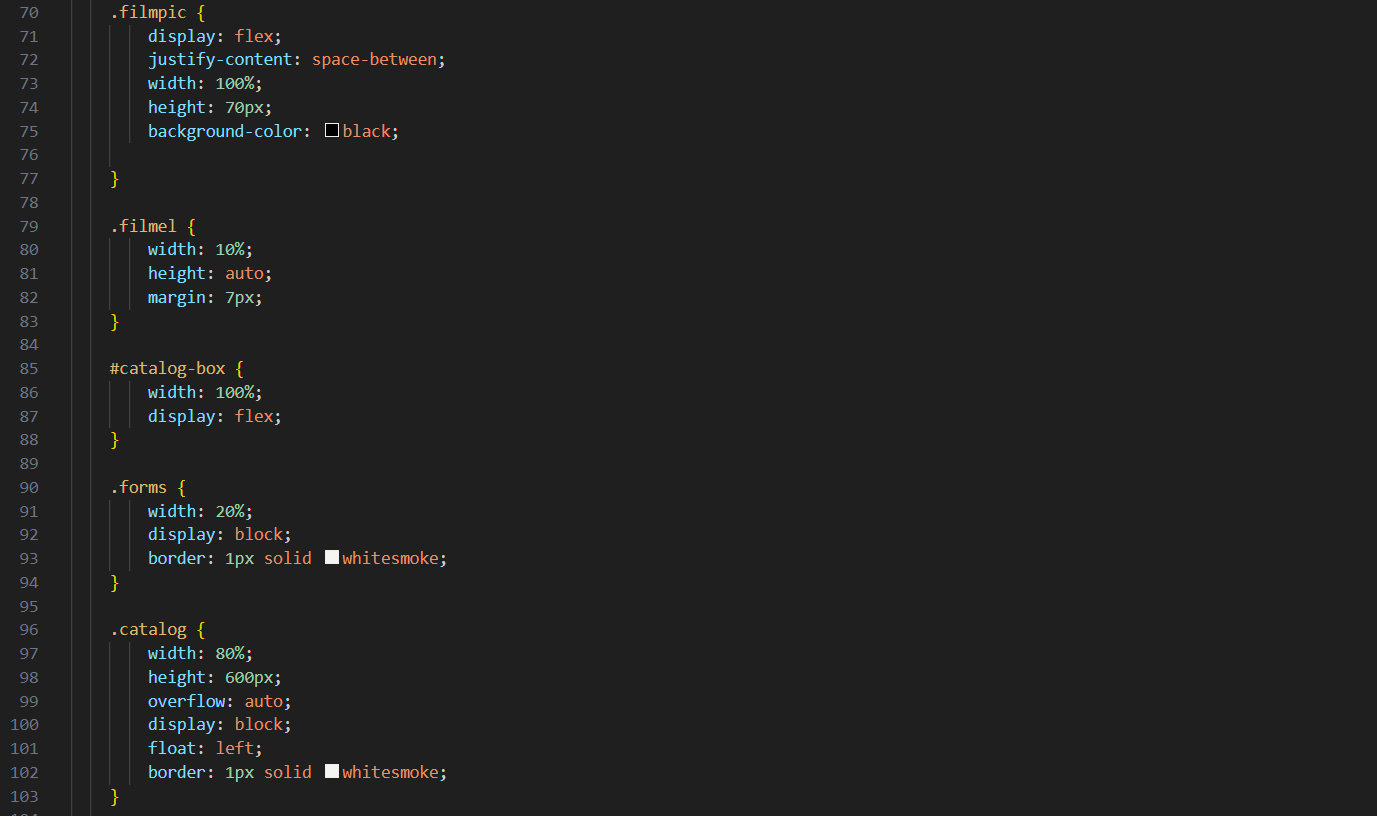 70 .filmpic {
71 display: flex;
72 justify-content: space-between;
73 width: 100%;
74 height: 70px;
75 background-color: black;
76
77 }
78
79 .filmel {
80 width: 10%;
81 height: auto;
82 margin: 7px;
83 }
84
85 #catalog-box {
86 width: 100%;
87 display: flex;
88 }
89
90 .forms {
91 width: 20%;
92 display: block;
93 border: 1px solid whitesmoke;
94 }
95
96 .catalog {
97 width: 80%;
98 height: 600px;
99 overflow: auto;
100 display: block;
101 float: left;
102 border: 1px solid whitesmoke;
103 }